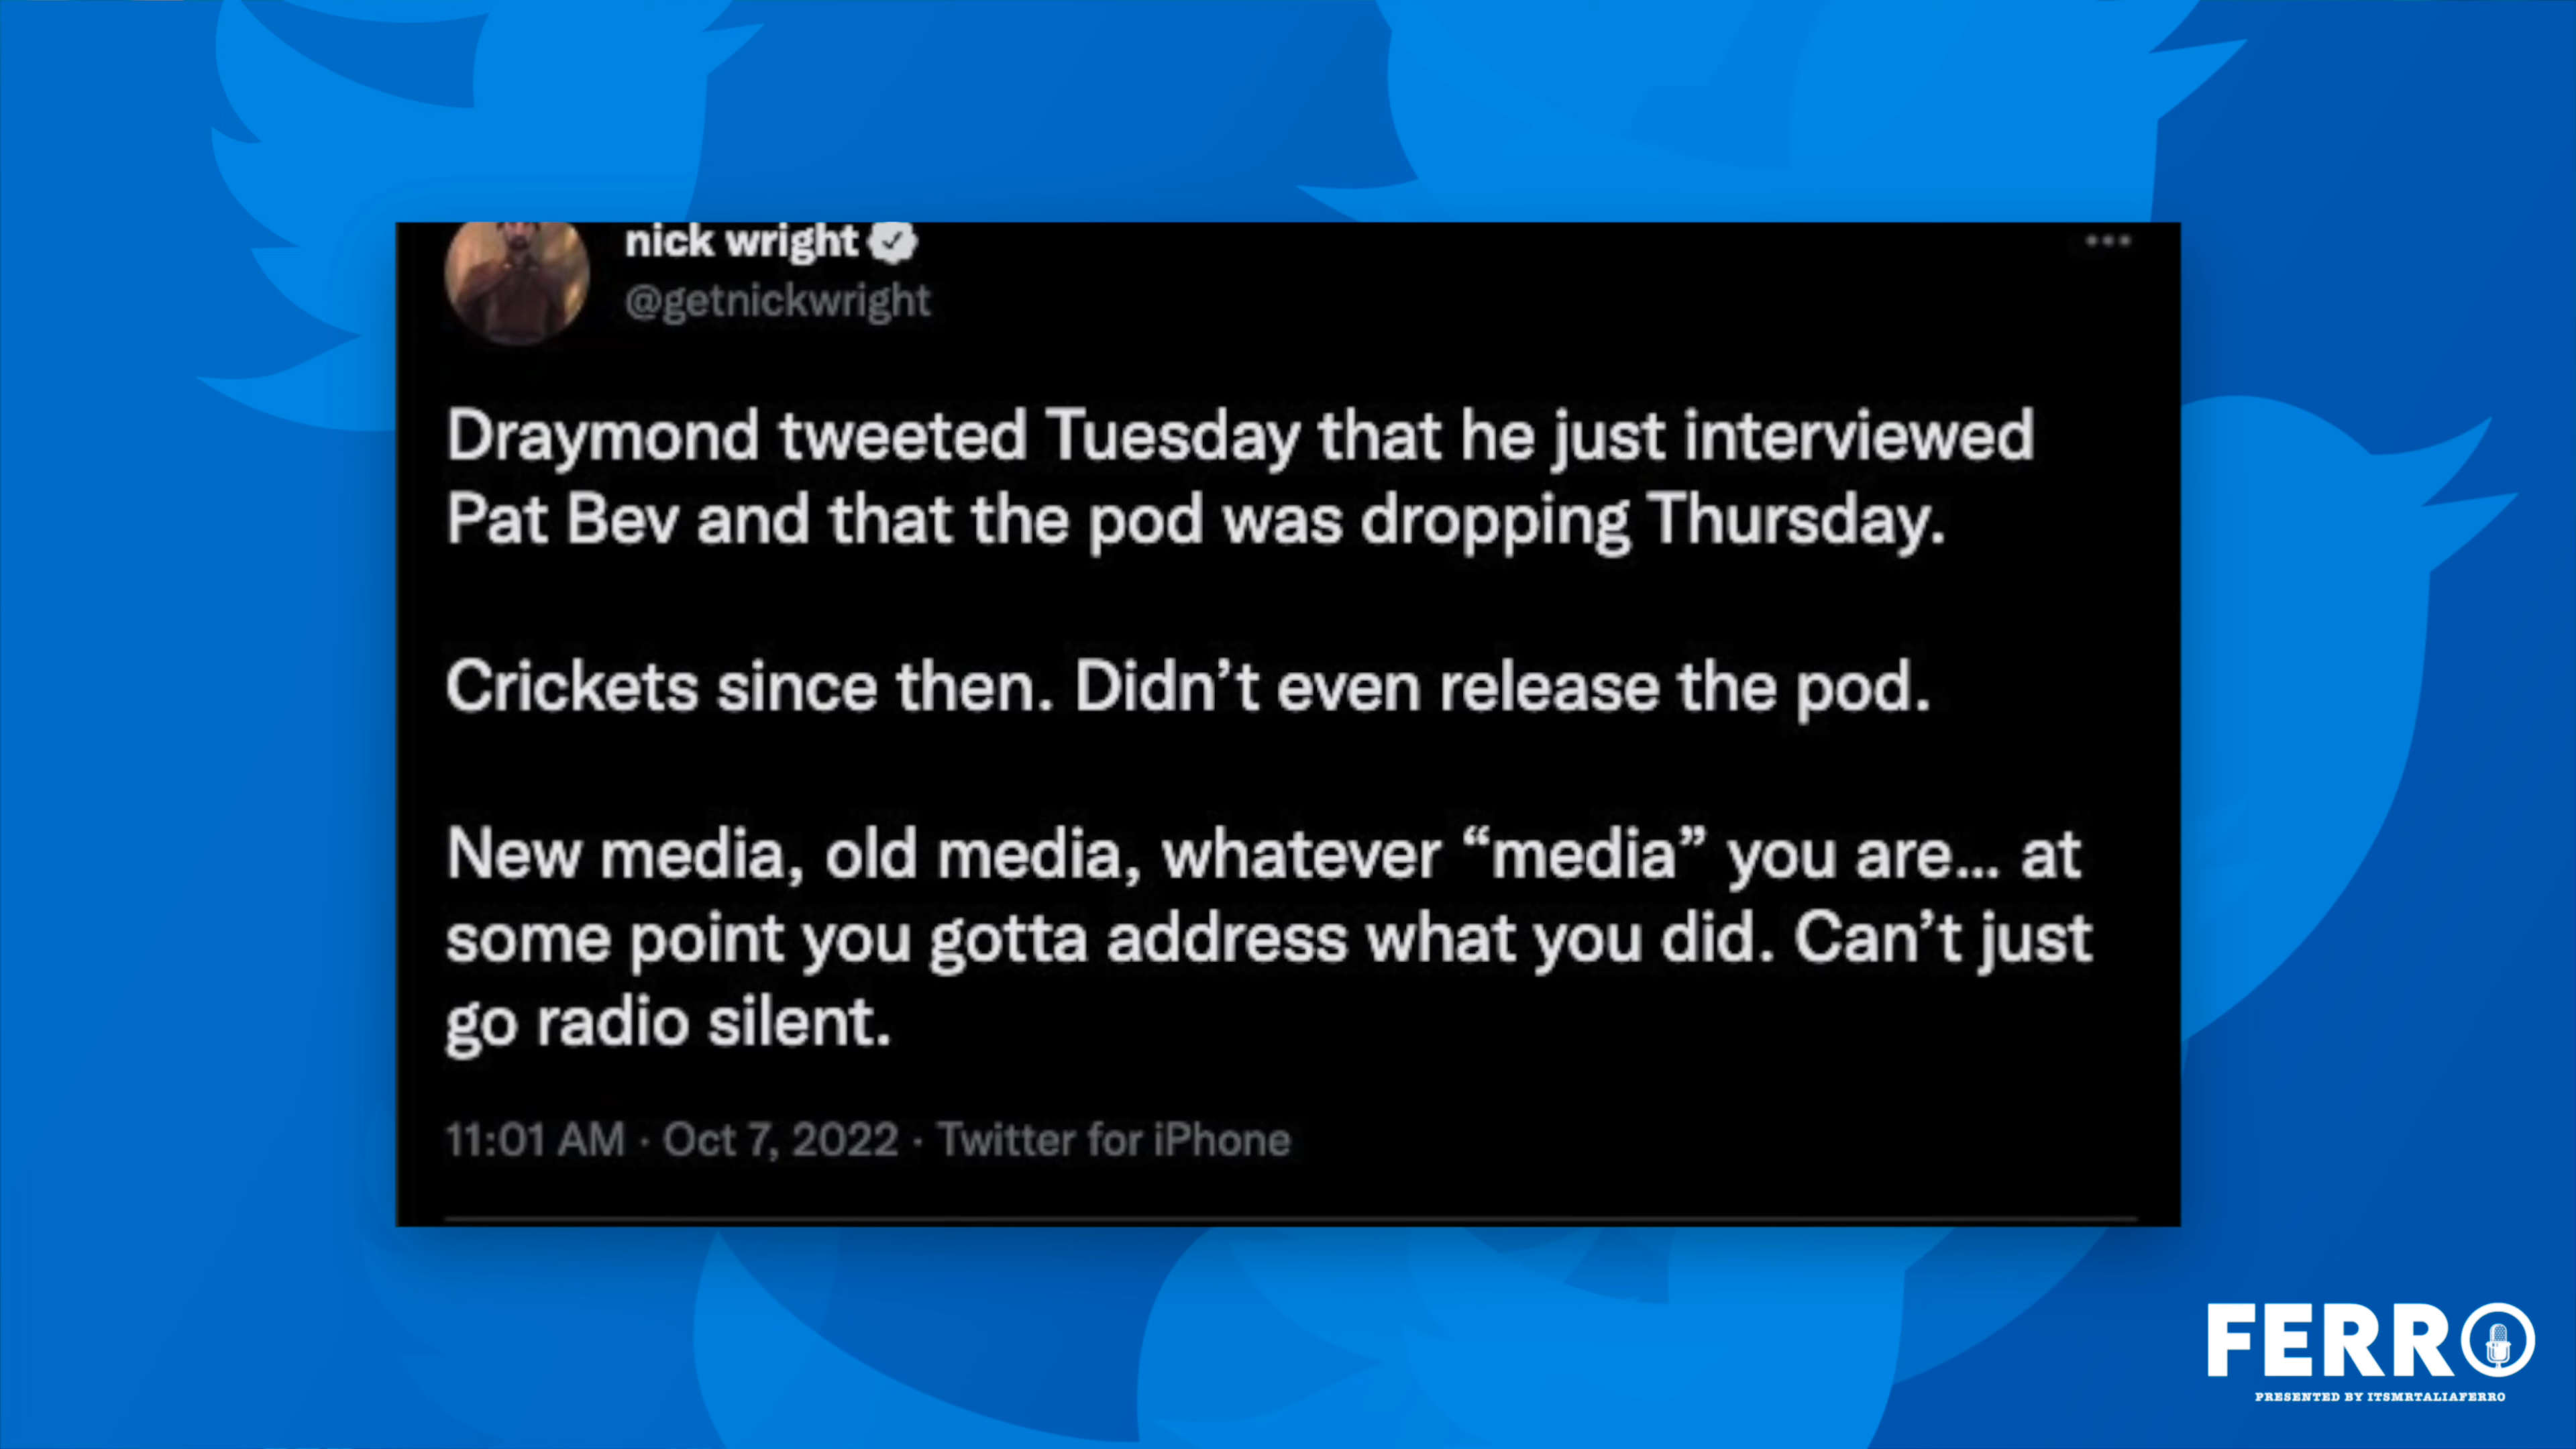 nick wright
@getnickwright
Draymond tweeted Tuesday that he just interviewed
Pat Bev and that the pod was dropping Thursday.
Crickets since then. Didn’t even release the pod.
New media, old media, whatever “media” you are... at
some point you gotta address what you did. Can’t just
go radio silent.
11:01 AM · Oct 7, 2022 · Twitter for iPhone
FERRO
PRESENTED BY ITSMRTALIAFERRO